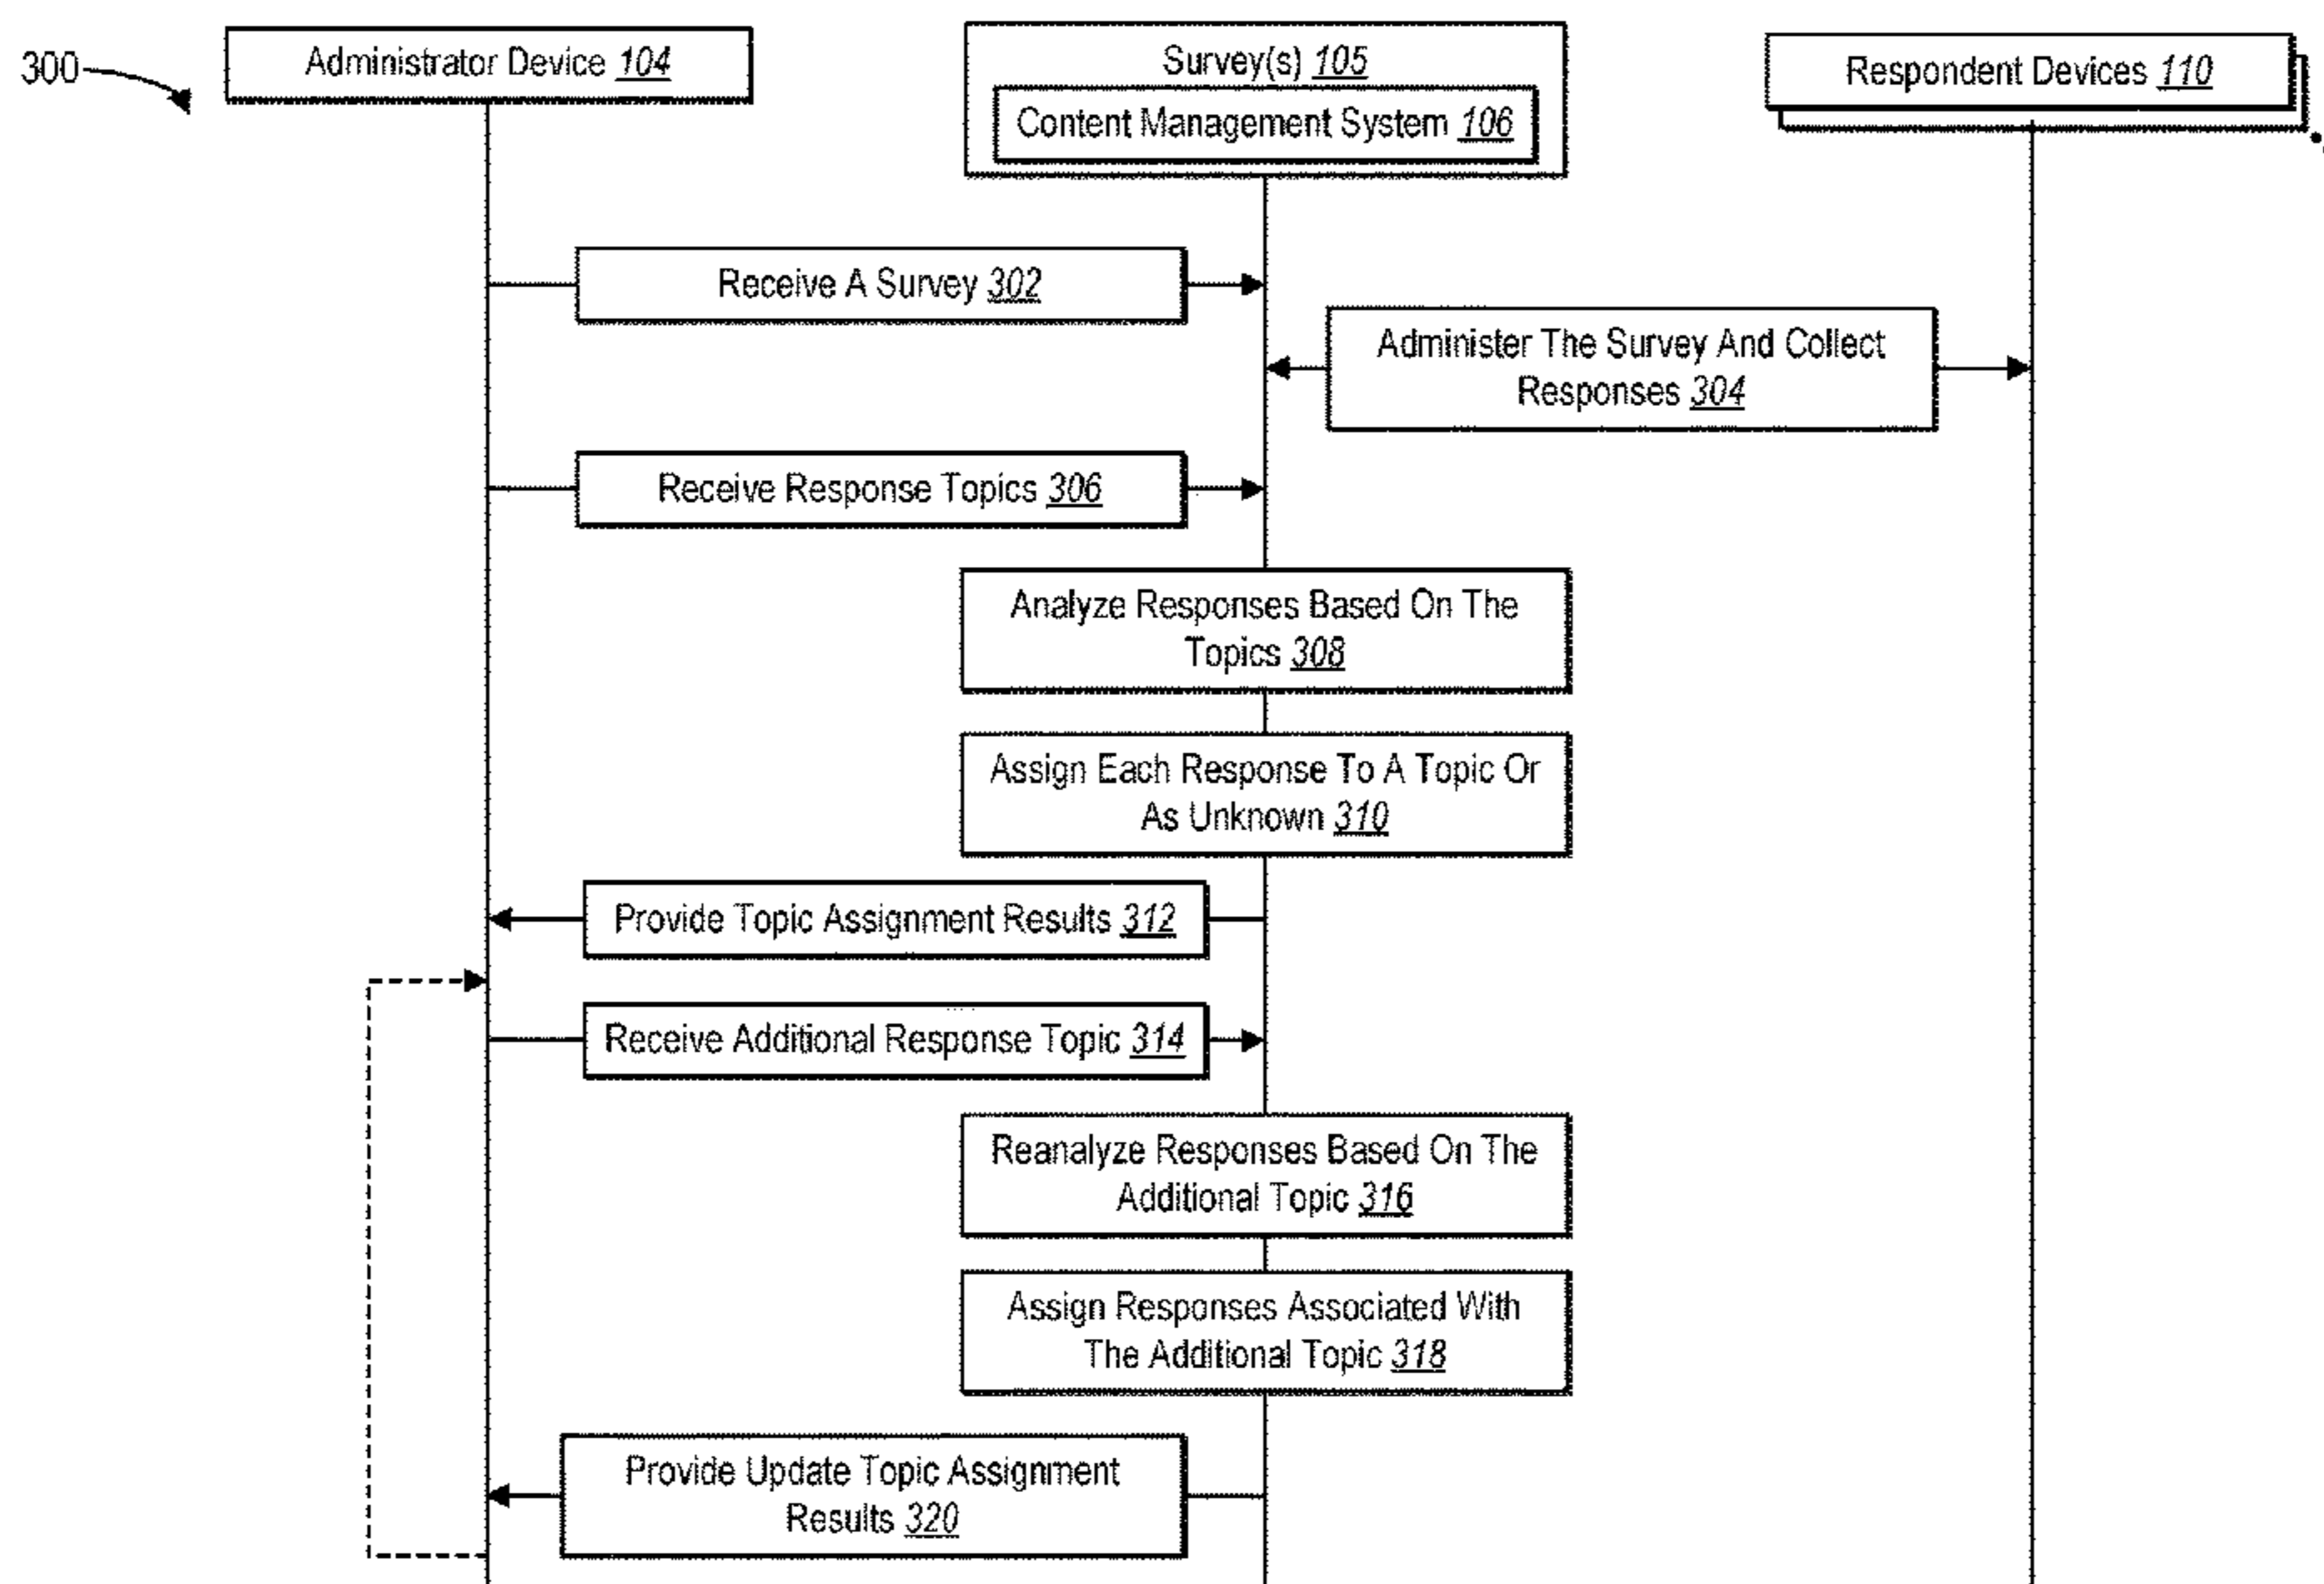 300
Administrator Device 104
Survey(s) 105
Content Management System 106
Respondent Devices 110
Receive A Survey 302
Administer The Survey And Collect
Responses 304
Receive Response Topics 306
Analyze Responses Based On The
Topics 308
Assign Each Response To A Topic Or
As Unknown 310
Provide Topic Assignment Results 312
Receive Additional Response Topic 314
Reanalyze Responses Based On The
Additional Topic 316
Assign Responses Associated With
The Additional Topic 318
Provide Update Topic Assignment
Results 320